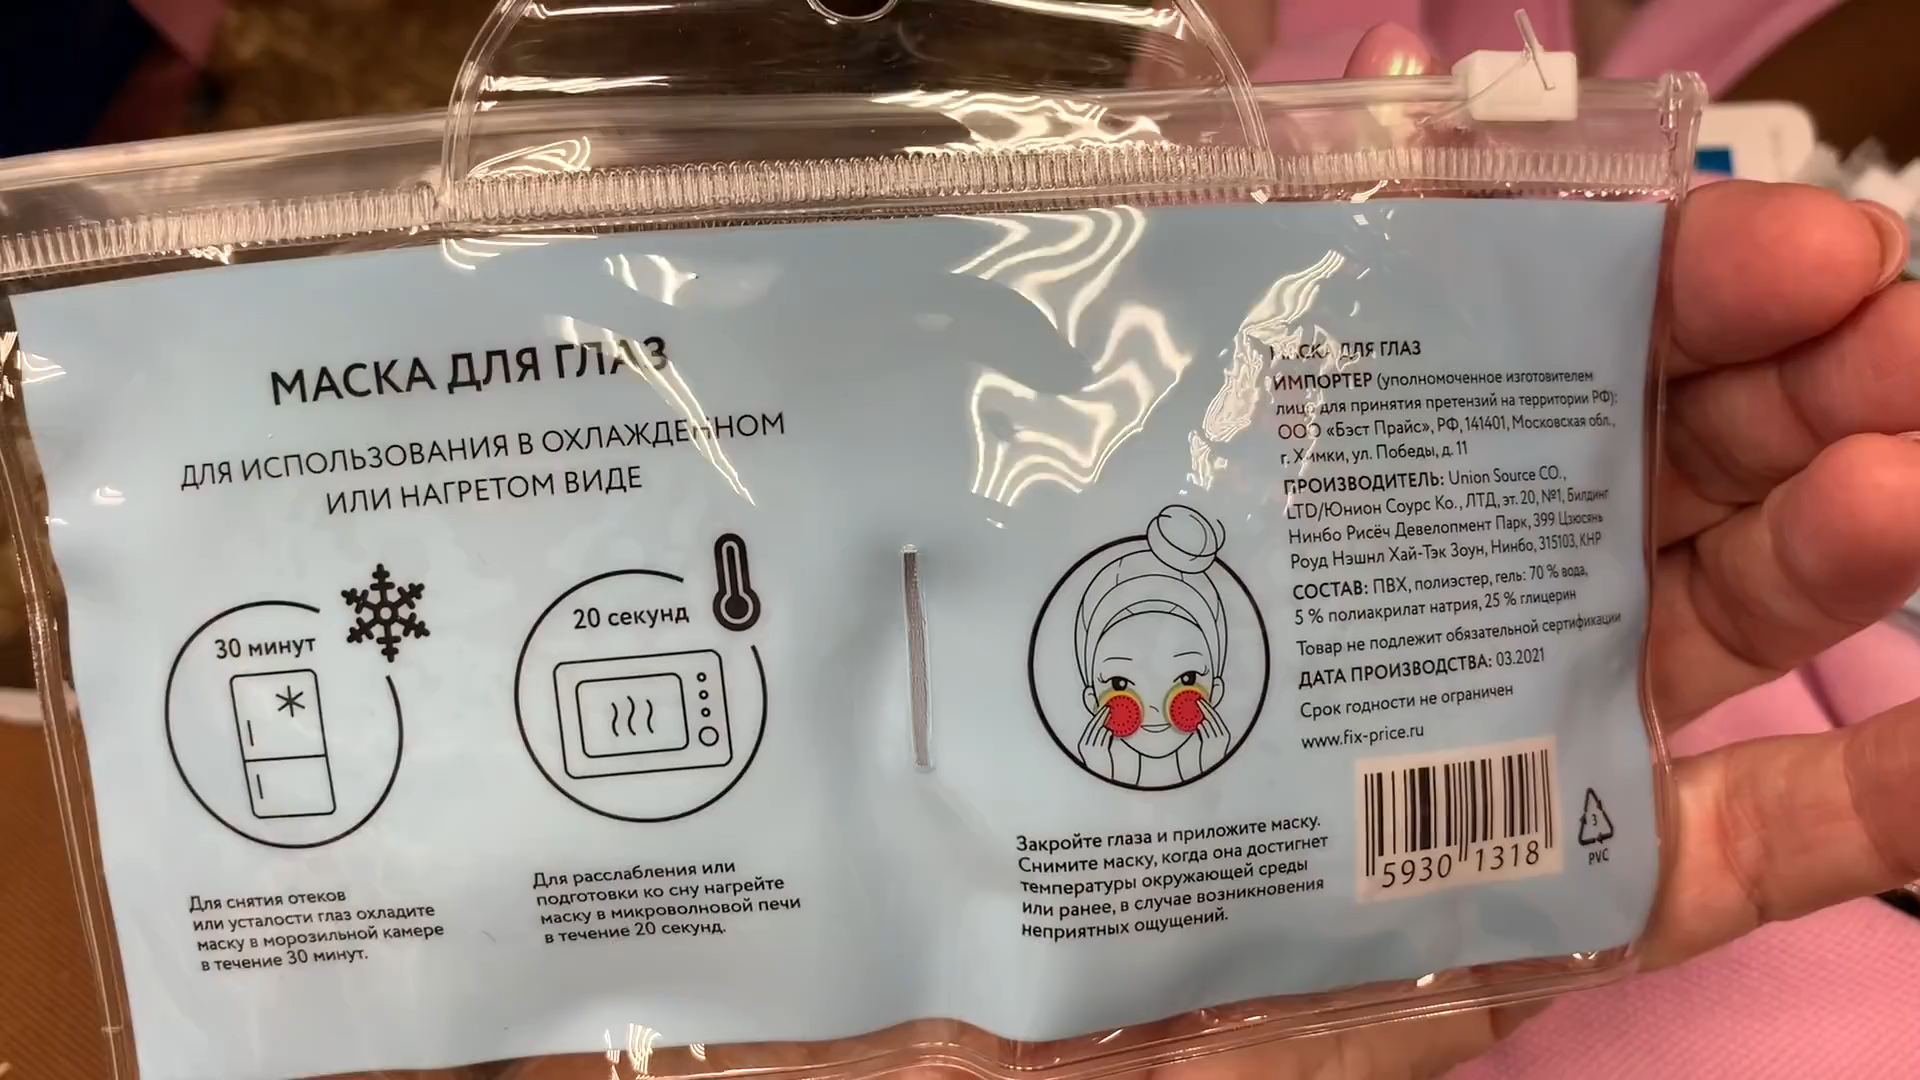 МАСКА ДЛЯ ГЛАЗ
ДЛЯ ИСПОЛЬЗОВАНИЯ В ОХЛАЖДЕННОМ
ИЛИ НАГРЕТОМ ВИДЕ
30 минут
Для снятия отеков
или усталости глаз охладите
маску в морозильной камере
в течение 30 минут.
20 секунд
Для расслабления или
подготовки ко сну нагрейте
маску в микроволновой печи
в течение 20 секунд.
Закройте глаза и приложите маску.
Снимите маску, когда она достигнет
температуры окружающей среды
или ранее, в случае возникновения
неприятных ощущений.
МАСКА ДЛЯ ГЛАЗ
ИМПОРТЕР (уполномоченное изготовителем
лицо для принятия претензий на территории РФ):
ООО «Бэст Прайс», РФ, 141401, Московская обл.,
г. Химки, ул. Победы, д. 11
ПРОИЗВОДИТЕЛЬ: Union Source CO.,
LTD/Юнион Соурс Ко., ЛТД, эт. 20, №1, Билдинг
Нинбо Рисёч Девелопмент Парк, 399 Цзюсянь
Роуд Нэшнл Хай-Тэк Зоун, Нинбо, 315103, КНР
СОСТАВ: ПВХ, полиэстер, гель: 70 % вода,
5 % полиакрилат натрия, 25 % глицерин
Товар не подлежит обязательной сертификации
ДАТА ПРОИЗВОДСТВА: 03.2021
Срок годности не ограничен
www.fix-price.ru
5930 1318
3
PVC